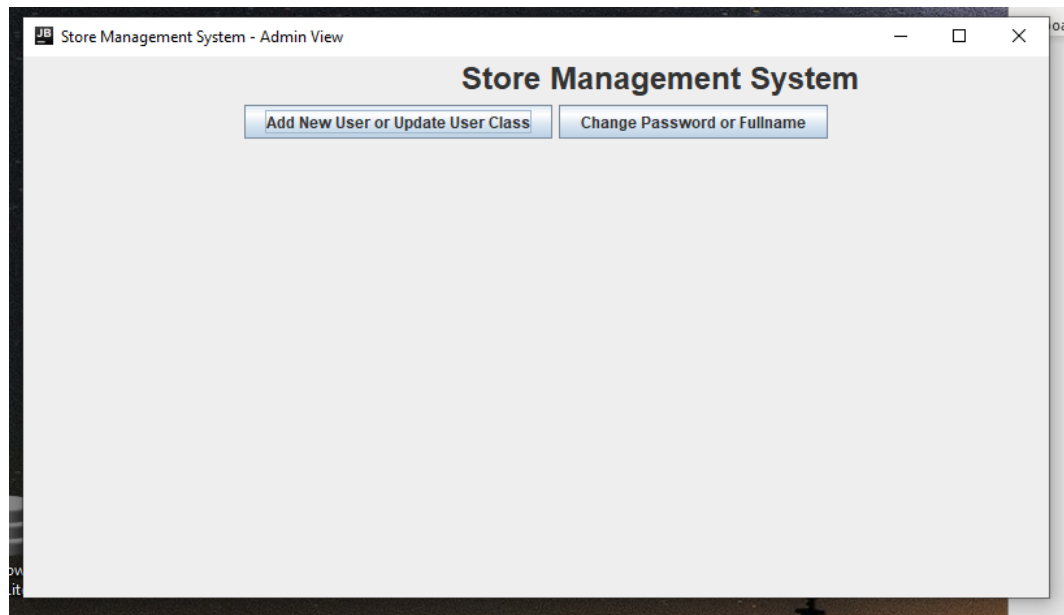 JB
Store Management System - Admin View
Store Management System
Add New User or Update User Class
Change Password or Fullname